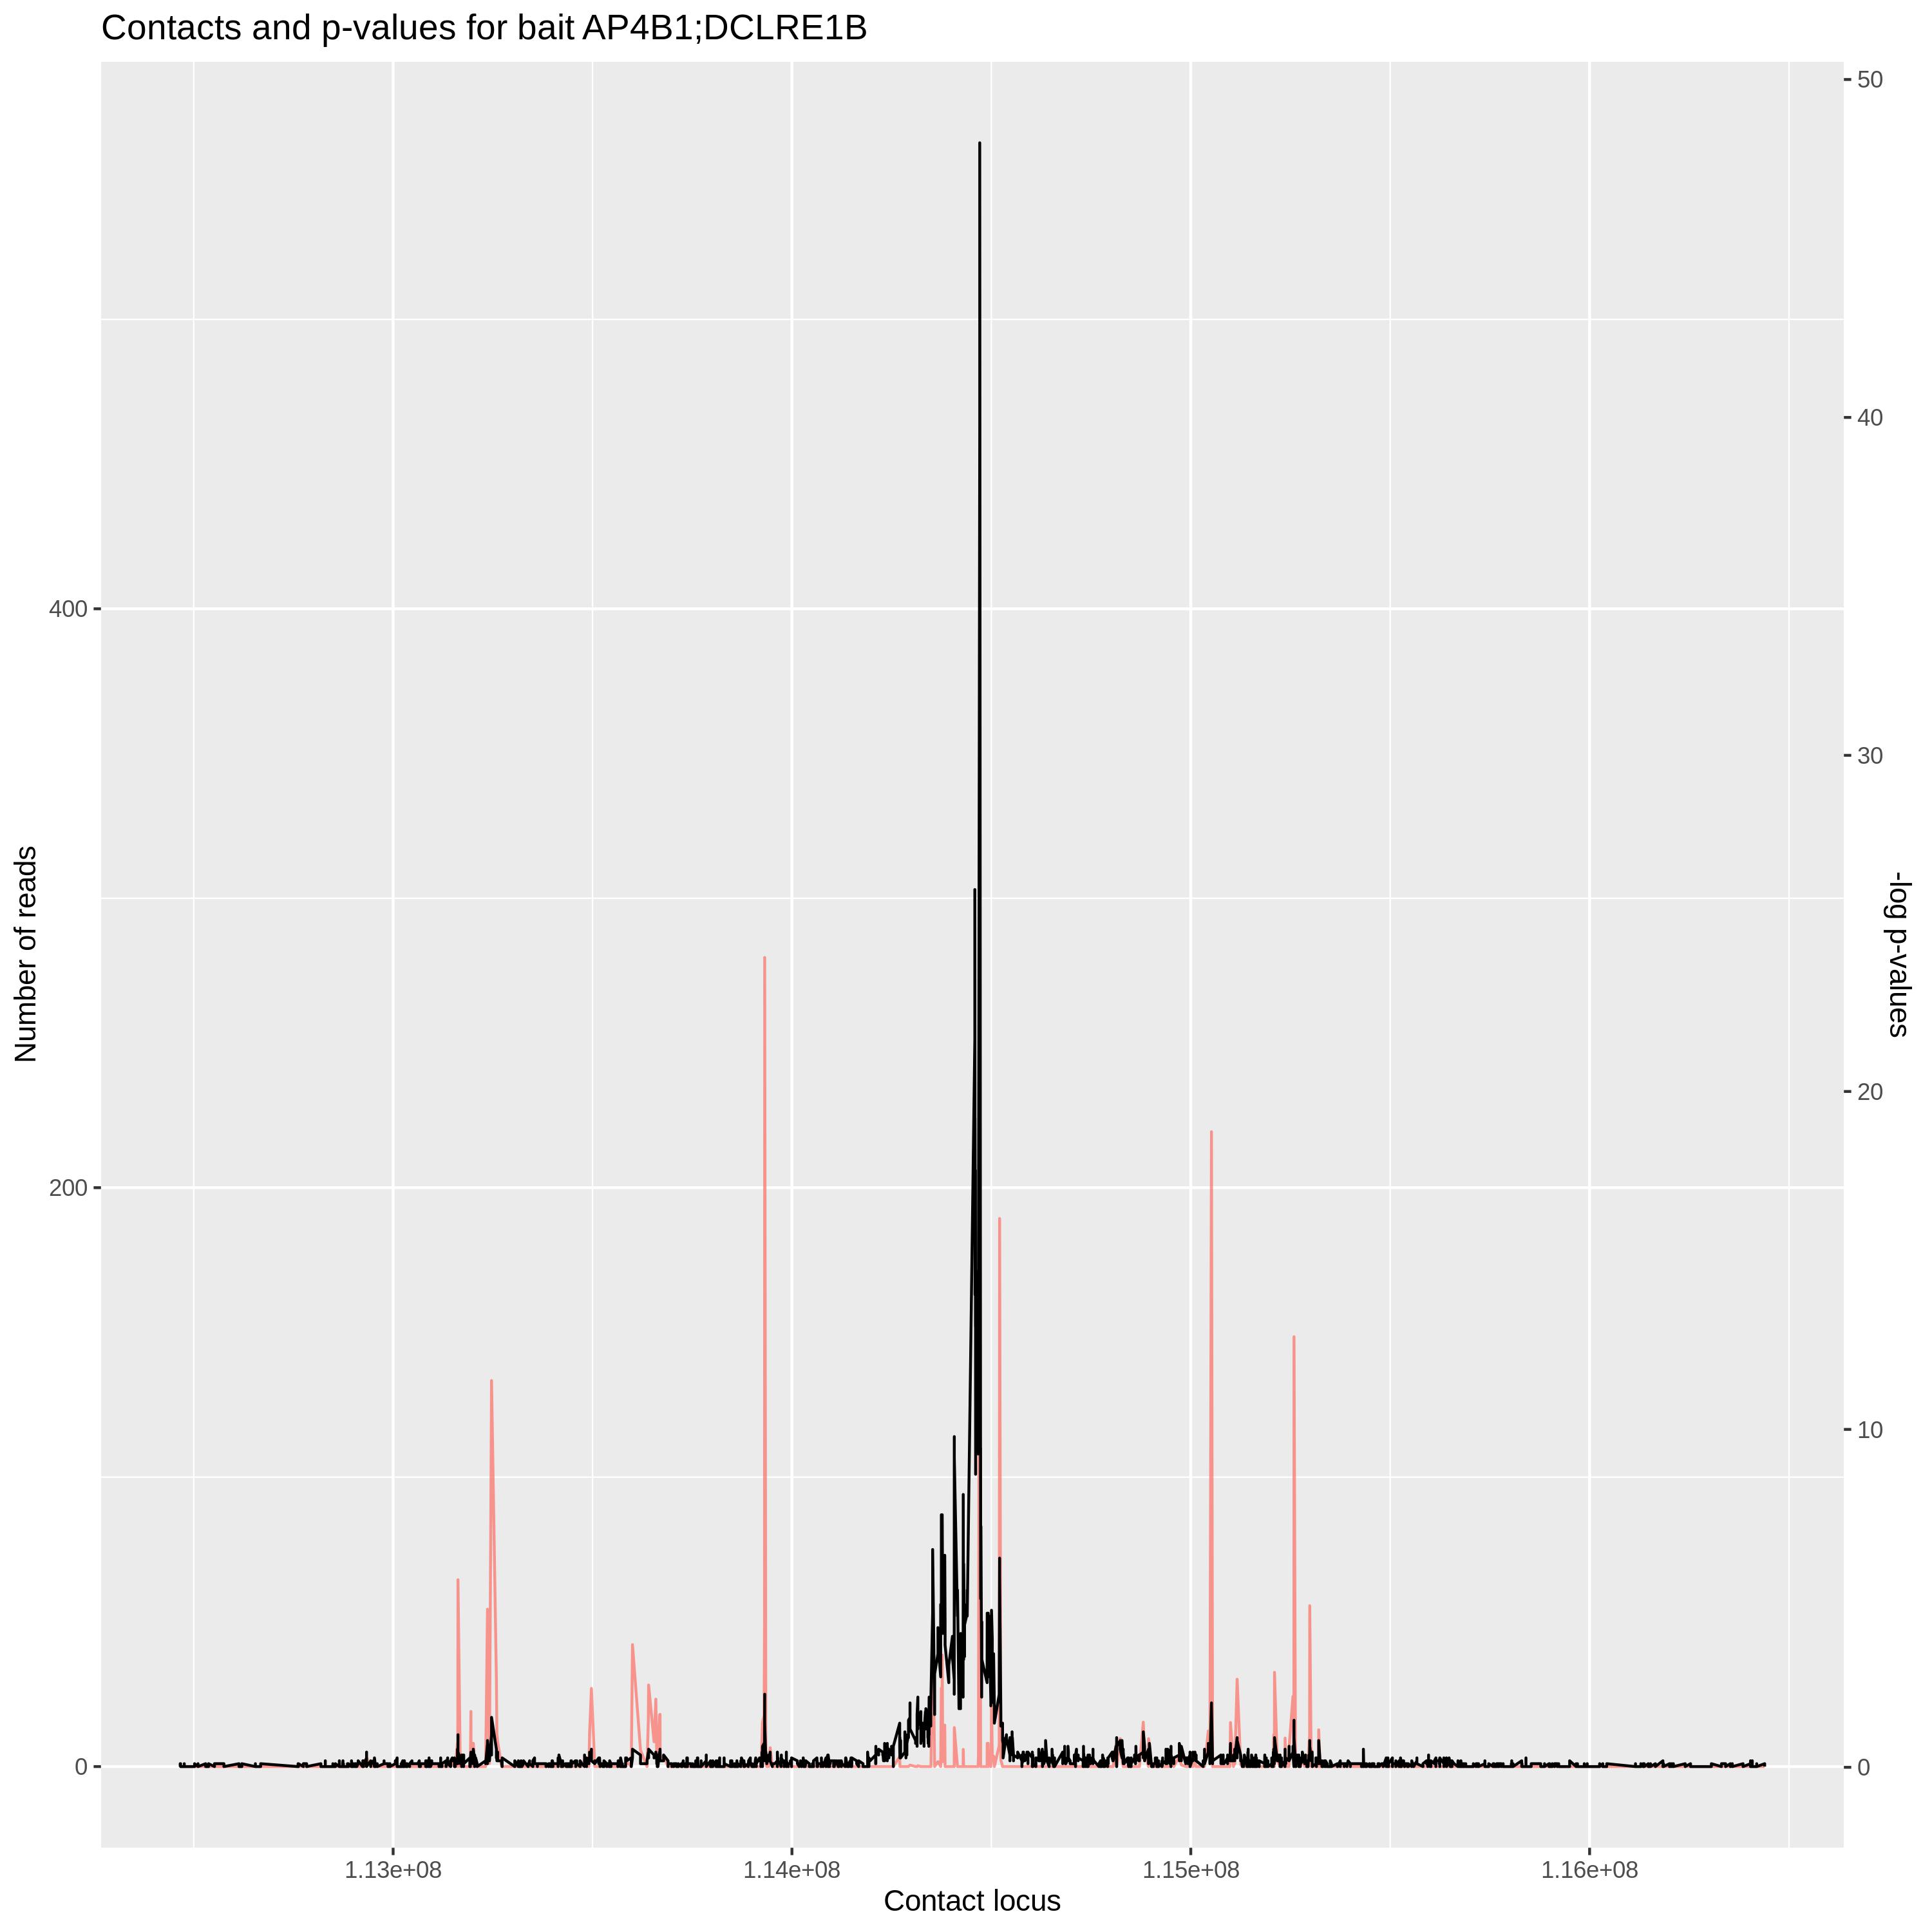 Contacts and p-values for bait AP4B1;DCLRE1B
Number of reads
400
200
0
50
40
30
20
10
0
-log p-values
1.13e+08
1.14e+08
1.15e+08
1.16e+08
Contact locus